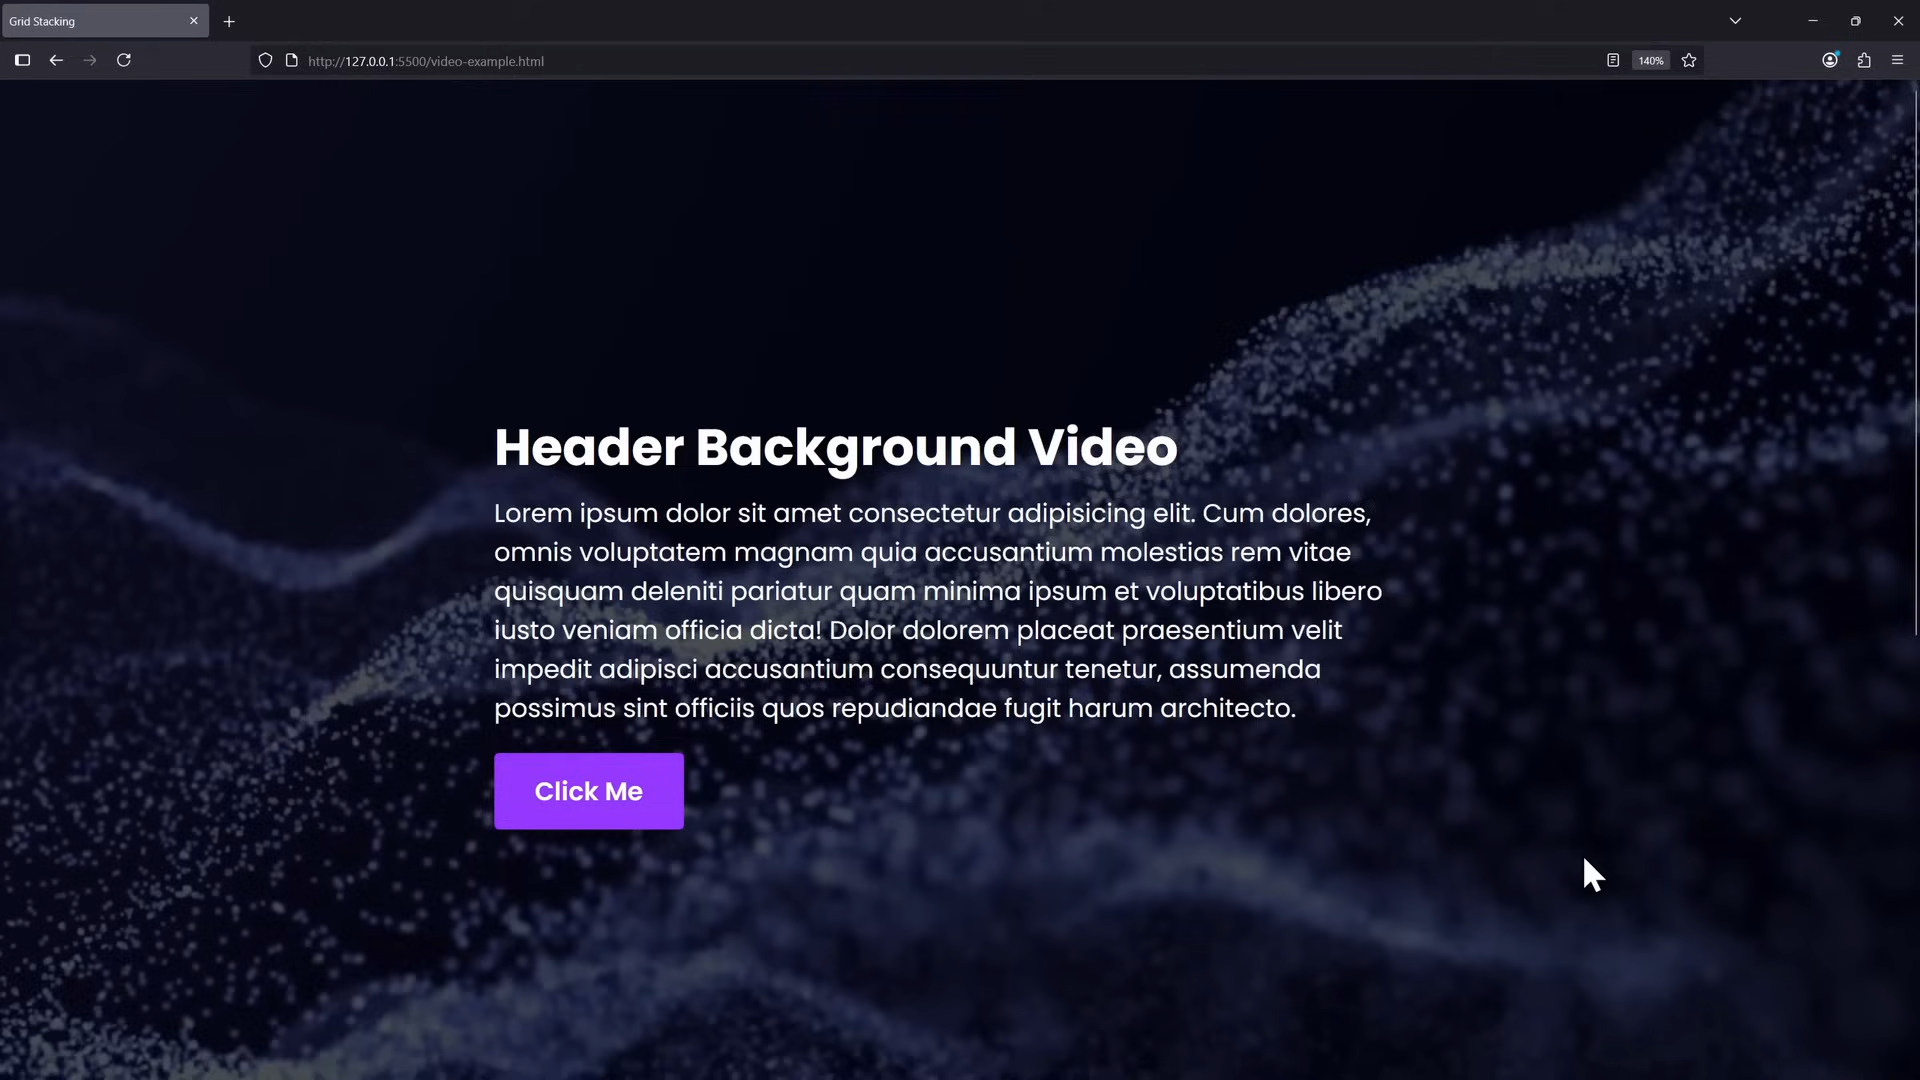 Grid Stacking
http://127.0.0.1:5500/video-example.html
140%
Header Background Video
Lorem ipsum dolor sit amet consectetur adipisicing elit. Cum dolores,
omnis voluptatem magnam quia accusantium molestias rem vitae
quisquam deleniti pariatur quam minima ipsum et voluptatibus libero
iusto veniam officia dicta! Dolor dolorem placeat praesentium velit
impedit adipisci accusantium consequuntur tenetur, assumenda
possimus sint officiis quos repudiandae fugit harum architecto.
Click Me